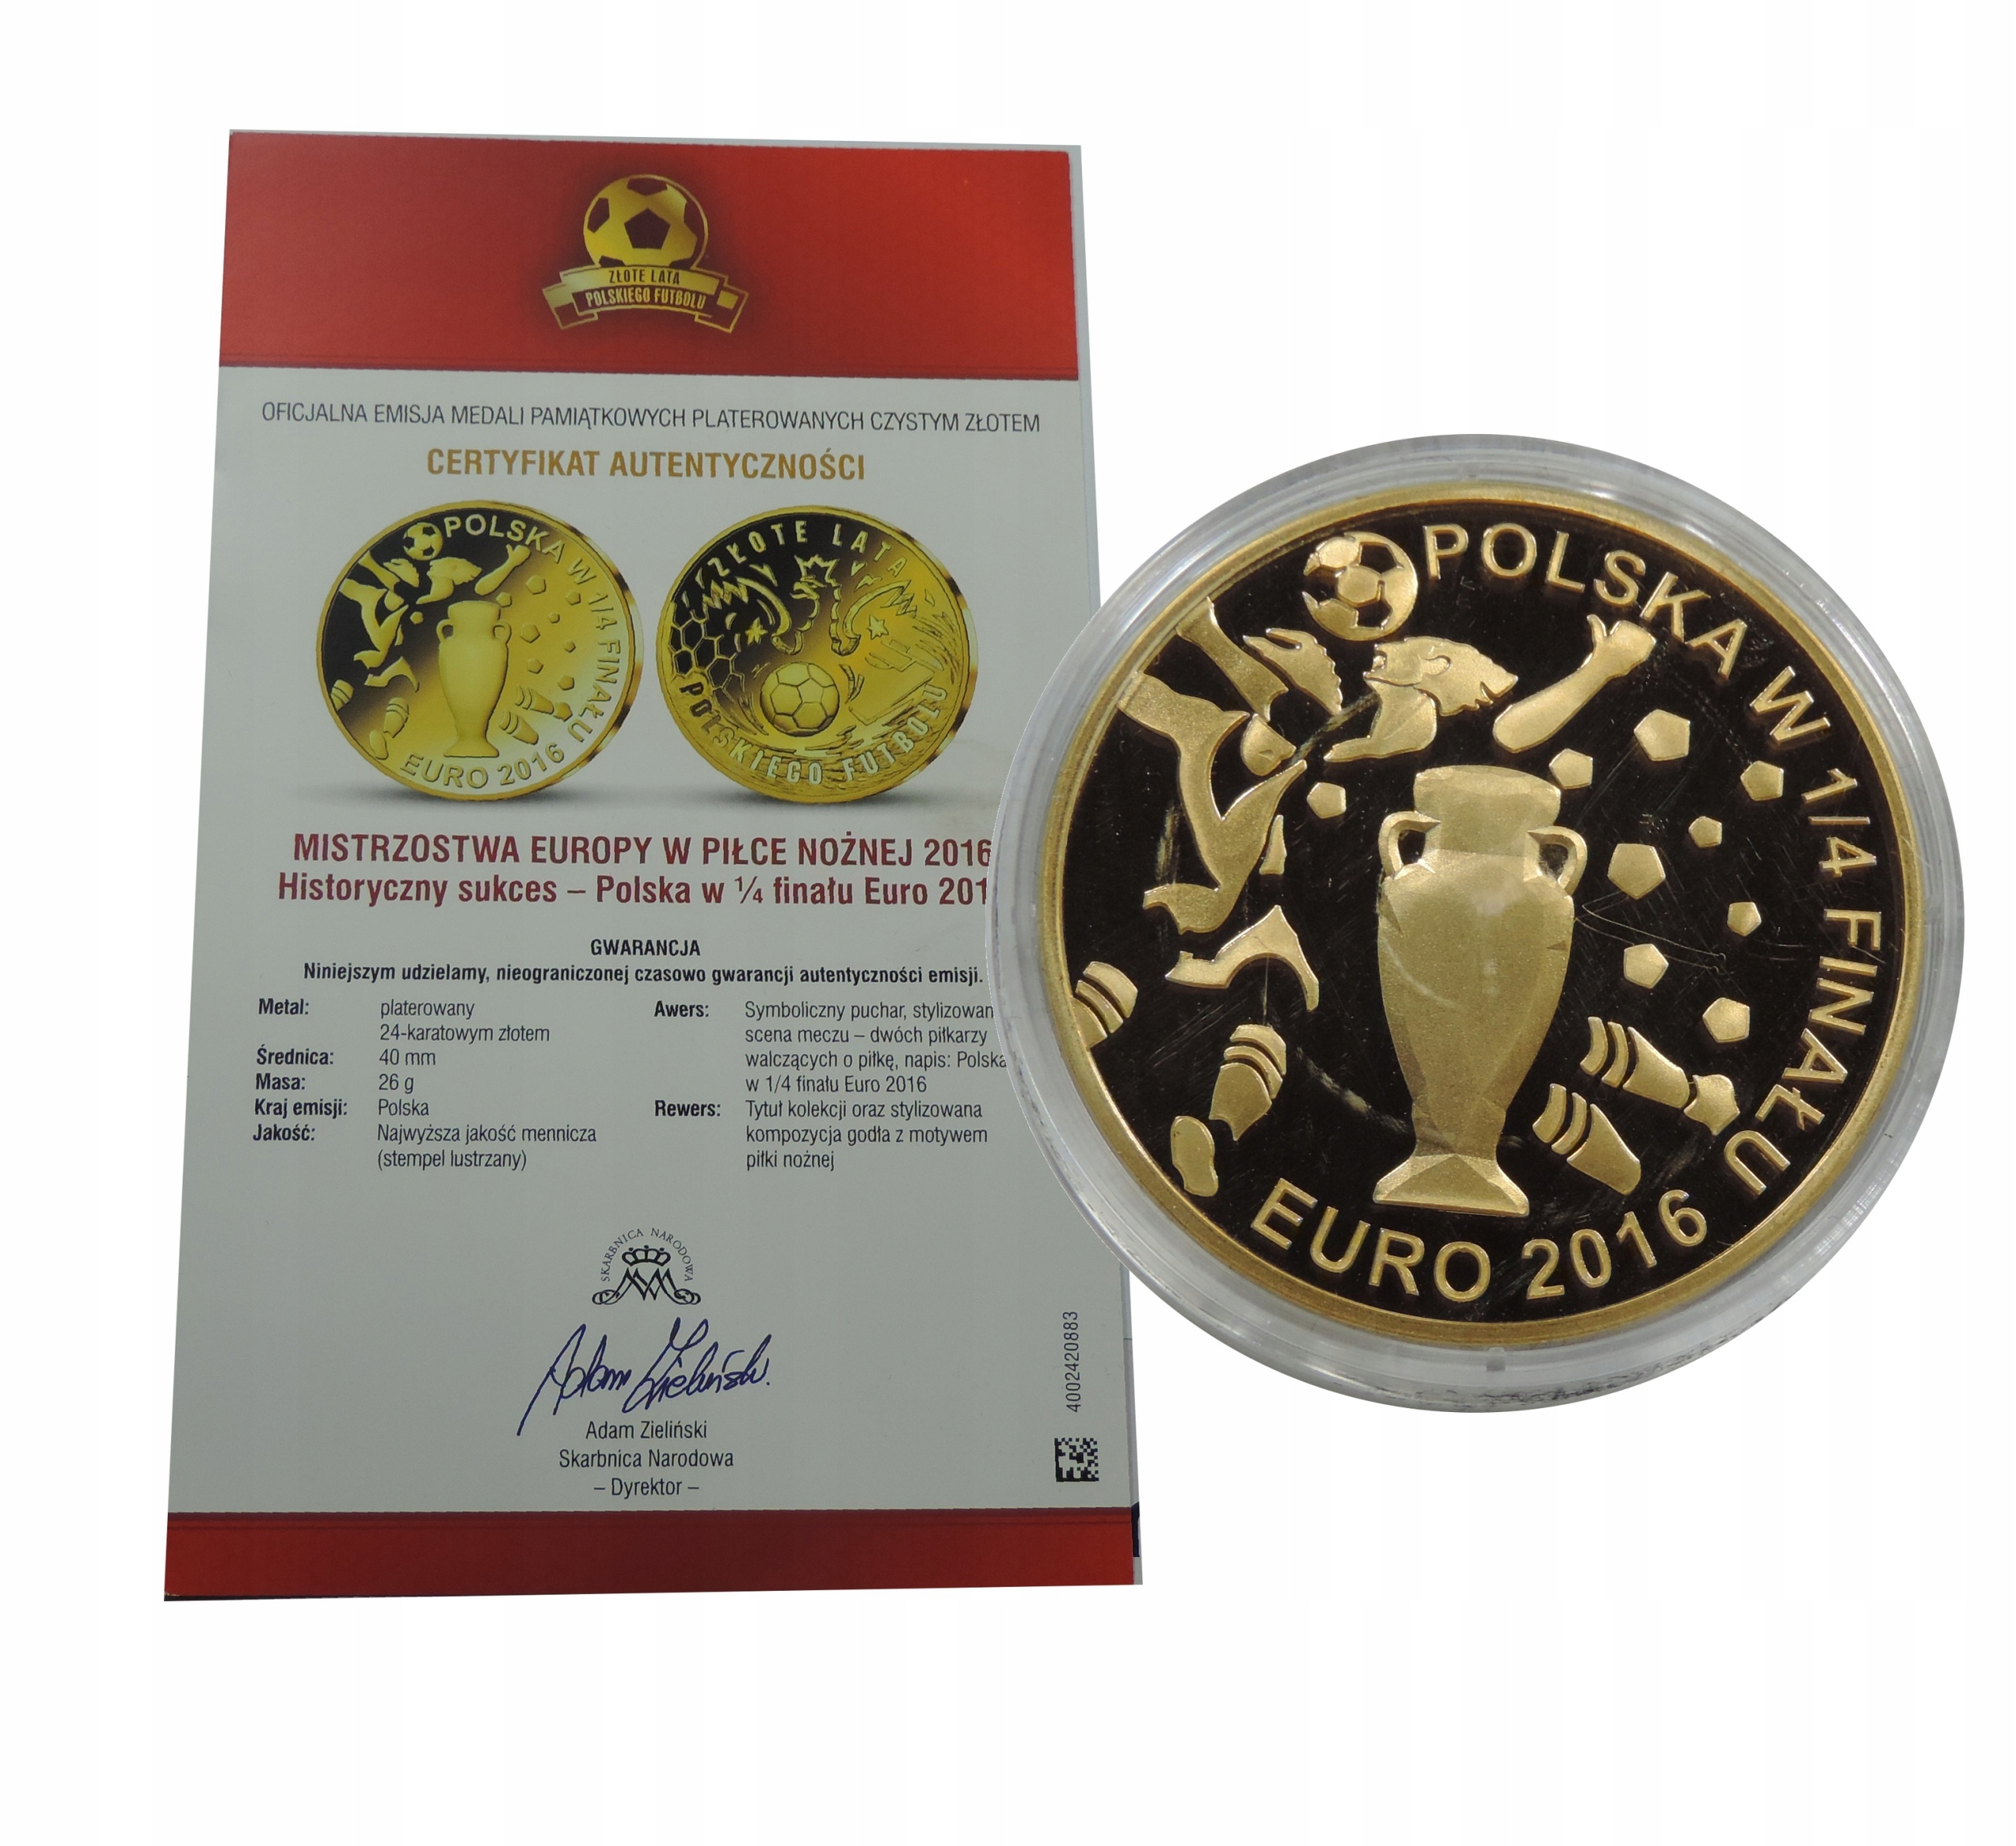 ZŁOTE LATA
POLSKIEGO FUTBOLU
OFICJALNA EMISJA MEDALI PAMIĄTKOWYCH PLATEROWANYCH CZYSTYM ZŁOTEM
CERTYFIKAT AUTENTYCZNOŚCI
POLSKA W 1/4 FINAŁU
EURO 2016
ZŁOTE LATA
POLSKIEGO FUTBOLU
MISTRZOSTWA EUROPY W PIŁCE NOŻNEJ 2016
Historyczny sukces – Polska w ¼ finału Euro 201
GWARANCJA
Niniejszym udzielamy, nieograniczonej czasowo gwarancji autentyczności emisji.
Metal: platerowany
24-karatowym złotem
Średnica: 40 mm
Masa: 26 g
Kraj emisji: Polska
Jakość: Najwyższa jakość mennicza
(stempel lustrzany)
Awers: Symboliczny puchar, stylizowan
scena meczu – dwóch piłkarzy
walczących o piłkę, napis: Polska
w 1/4 finału Euro 2016
Rewers: Tytuł kolekcji oraz stylizowana
kompozycja godła z motywem
piłki nożnej
SKARBNICA NARODOWA
Adam Zieliński
Adam Zieliński
Skarbnica Narodowa
– Dyrektor –
4002420883
POLSKA W 1/4 FINAŁU
EURO 2016